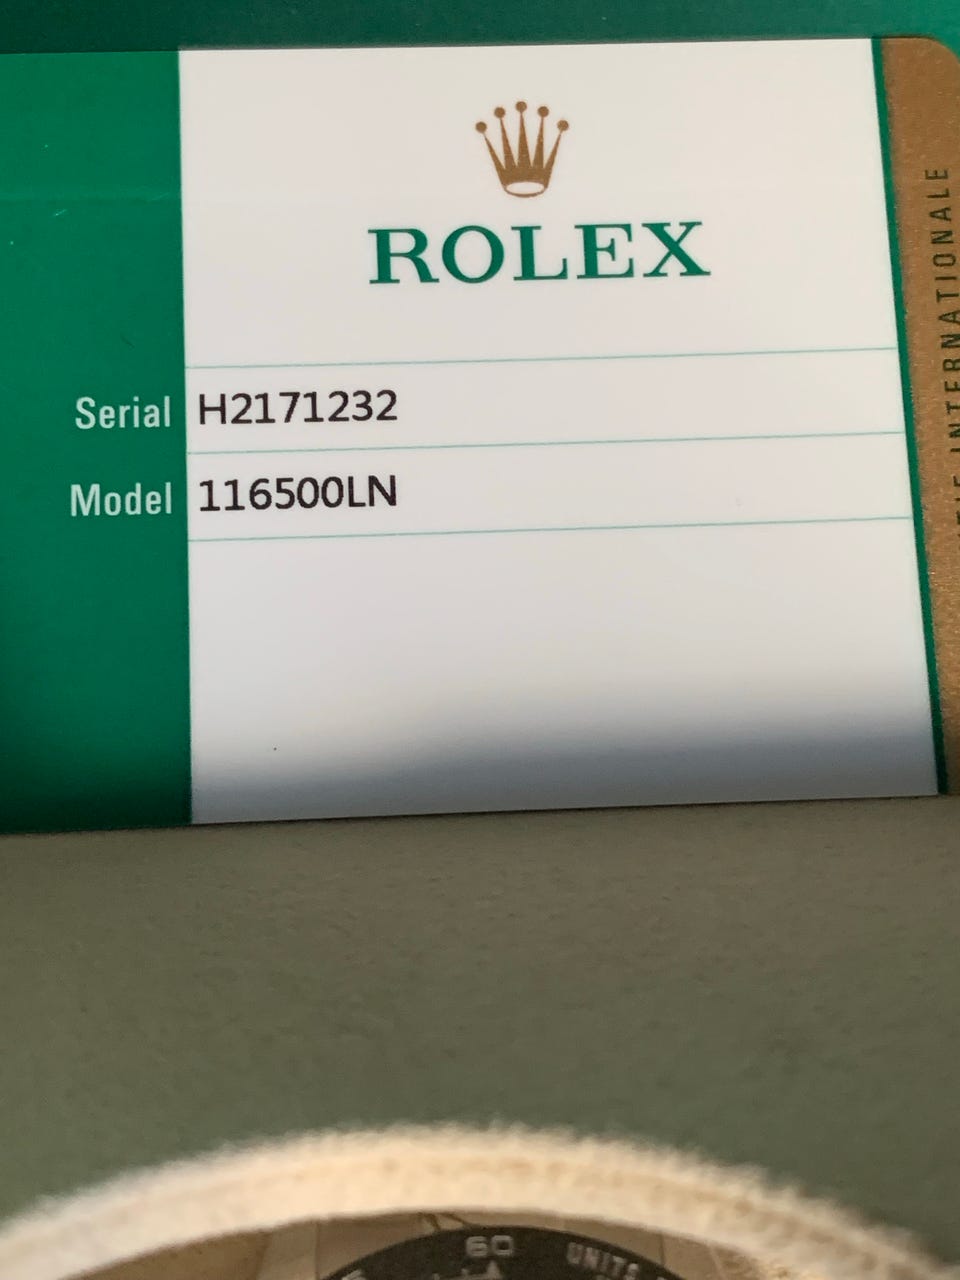 ROLEX
Serial H2171232
Model 116500LN
INTERNATIONALE
60
UNITS